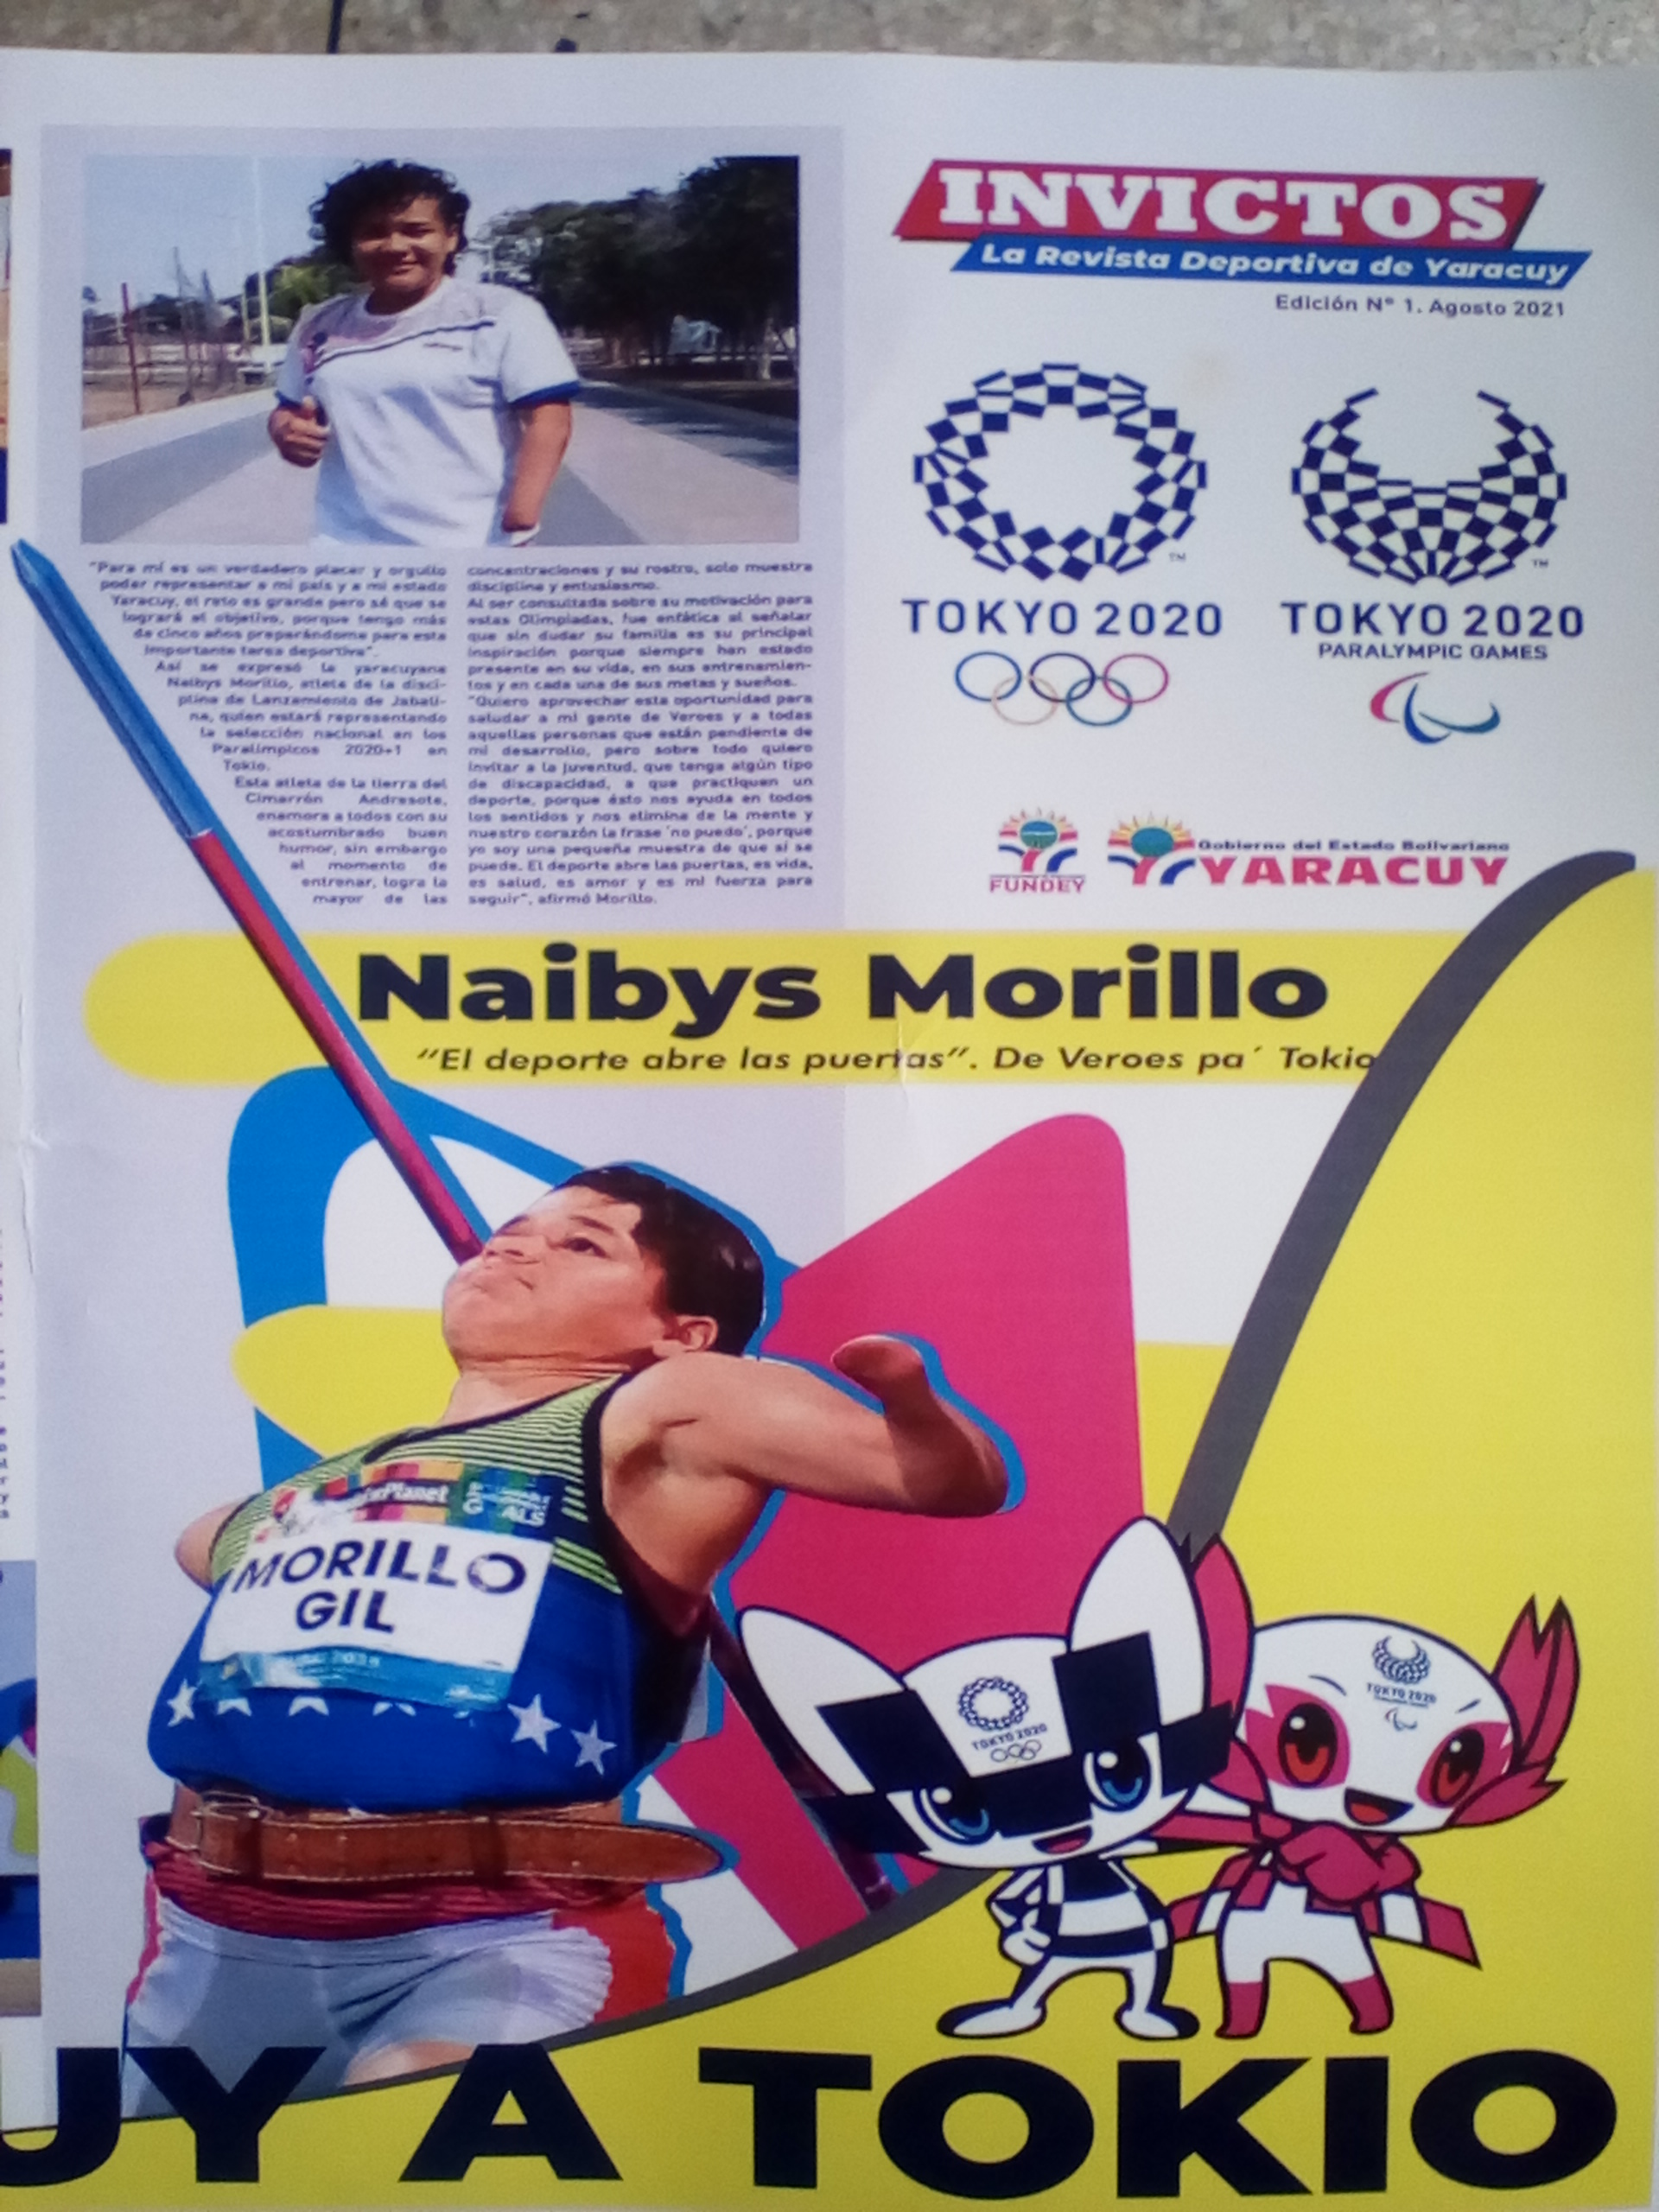 "Para mí es un verdadero placer y orgullo
poder representar a mi país y a mi estado
Yaracuy, el reto es grande pero sé que se
logrará el objetivo, porque tengo más
de cinco años preparándome para esta
importante tarea deportiva".
Así se expresó la yaracuyana
Naibys Morillo, atleta de la disci-
plina de Lanzamiento de Jabali-
na, quien estará representando
la selección nacional en los
Paralímpicos 2020+1 en
Tokio.
Esta atleta de la tierra del
Cimarrón Andresote,
enamora a todos con su
acostumbrado buen
humor, sin embargo
al momento de
entrenar, logra la
mayor de las
concentraciones y su rostro, solo muestra
disciplina y entusiasmo.
Al ser consultada sobre su motivación para
estas Olimpiadas, fue enfática al señalar
que sin dudar su familia es su principal
inspiración porque siempre han estado
presente en su vida, en sus entrenamien-
tos y en cada una de sus metas y sueños.
"Quiero aprovechar esta oportunidad para
saludar a mi gente de Veroes y a todas
aquellas personas que están pendiente de
mi desarrollo, pero sobre todo quiero
invitar a la juventud, que tenga algún tipo
de discapacidad, a que practiquen un
deporte, porque ésto nos ayuda en todos
los sentidos y nos elimina de la mente y
nuestro corazón la frase 'no puedo', porque
yo soy una pequeña muestra de que sí se
puede. El deporte abre las puertas, es vida,
es salud, es amor y es mi fuerza para
seguir", afirmó Morillo.
INVICTOS
La Revista Deportiva de Yaracuy
Edición N° 1. Agosto 2021
TM
TOKYO 2020
TM
TOKYO 2020
PARALYMPIC GAMES
FUNDEY
Gobierno del Estado Bolivariano
YARACUY
Naibys Morillo
"El deporte abre las puertas". De Veroes pa´ Tokio
Planet
MORILLO
GIL
TOKYO 2020
TOKYO 2020
UY A TOKIO